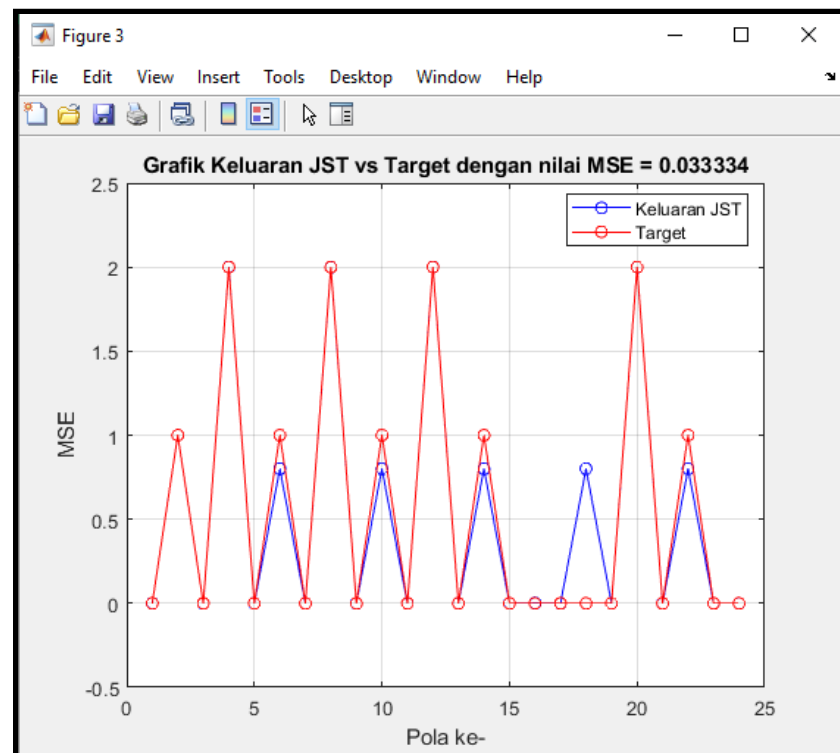 Figure 3
File Edit View Insert Tools Desktop Window Help
Grafik Keluaran JST vs Target dengan nilai MSE = 0.033334
Keluaran JST
Target
2.5
2
1.5
1
0.5
0
-0.5
MSE
0 5 10 15 20 25
Pola ke-